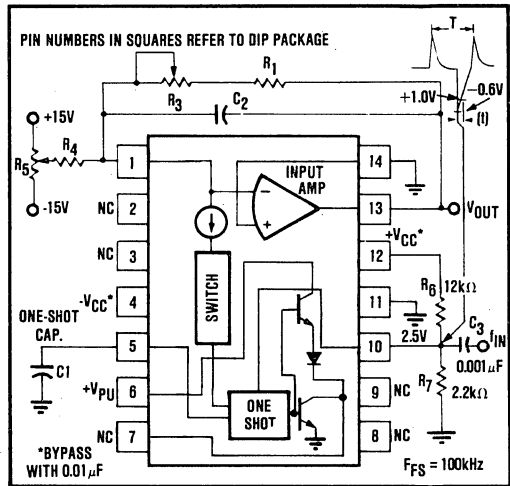 PIN NUMBERS IN SQUARES REFER TO DIP PACKAGE
T
R1
R3
C2
+1.0V
-0.6V
(t)
+15V
R4
R5
-15V
1
14
INPUT
AMP
2
NC
13
VOUT
+VCC*
3
NC
12
R6 12kΩ
SWITCH
-VCC*
4
11
C3
fIN
ONE-SHOT
CAP.
5
2.5V
10
0.001μF
C1
+VPU
6
9
NC
R7
2.2kΩ
ONE
SHOT
NC
7
8
NC
*BYPASS
WITH 0.01μF
FFS = 100kHz
-
+